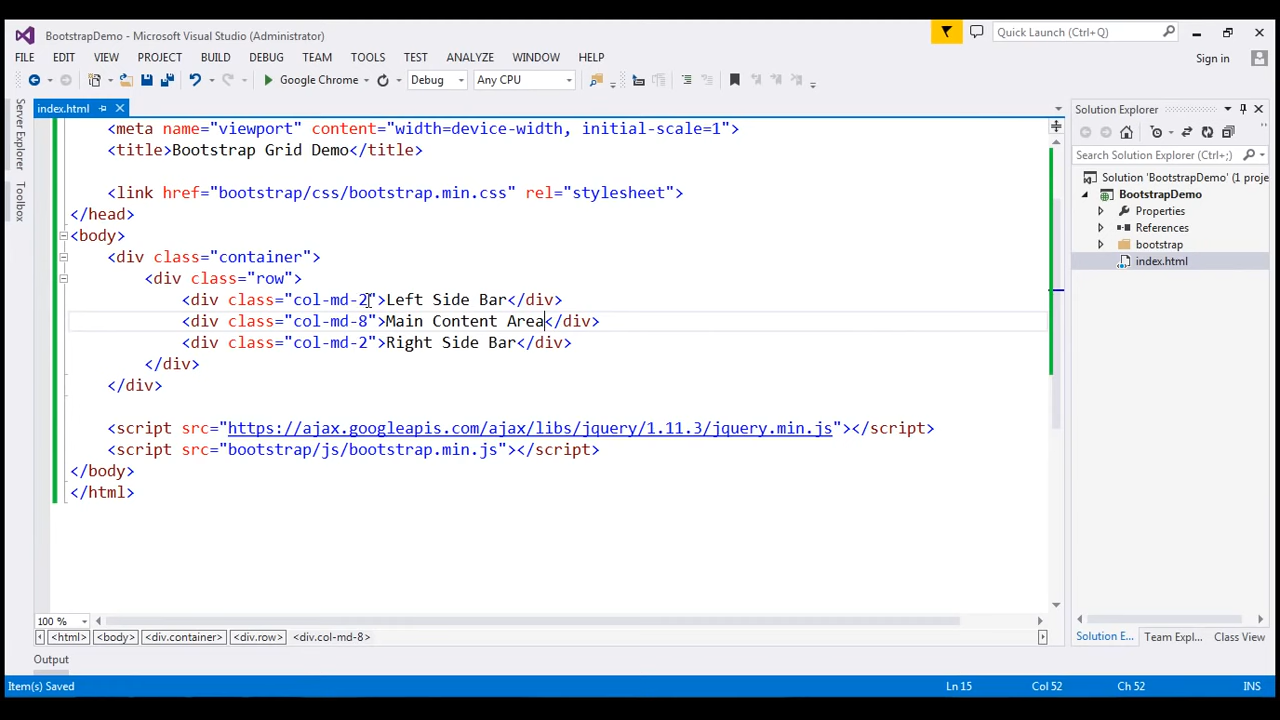 BootstrapDemo - Microsoft Visual Studio (Administrator)
Quick Launch (Ctrl+Q)
FILE EDIT VIEW PROJECT BUILD DEBUG TEAM TOOLS TEST ANALYZE WINDOW HELP
Sign in
Google Chrome Debug Any CPU
Server Explorer
Toolbox
index.html
<meta name="viewport" content="width=device-width, initial-scale=1">
<title>Bootstrap Grid Demo</title>
<link href="bootstrap/css/bootstrap.min.css" rel="stylesheet">
</head>
<body>
<div class="container">
<div class="row">
<div class="col-md-2">Left Side Bar</div>
<div class="col-md-8">Main Content Area</div>
<div class="col-md-2">Right Side Bar</div>
</div>
</div>
<script src="https://ajax.googleapis.com/ajax/libs/jquery/1.11.3/jquery.min.js"></script>
<script src="bootstrap/js/bootstrap.min.js"></script>
</body>
</html>
100 %
<html> <body> <div.container> <div.row> <div.col-md-8>
Output
Solution Explorer
Search Solution Explorer (Ctrl+;)
Solution 'BootstrapDemo' (1 proje
BootstrapDemo
Properties
References
bootstrap
index.html
Solution E... Team Expl... Class View
Item(s) Saved Ln 15 Col 52 Ch 52 INS